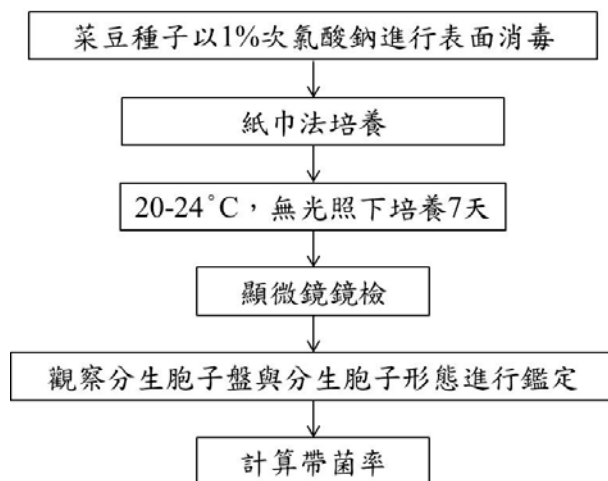 菜豆種子以1%次氯酸鈉進行表面消毒
紙巾法培養
20-24°C,無光照下培養7天
顯微鏡鏡檢
觀察分生胞子盤與分生胞子形態進行鑑定
計算帶菌率